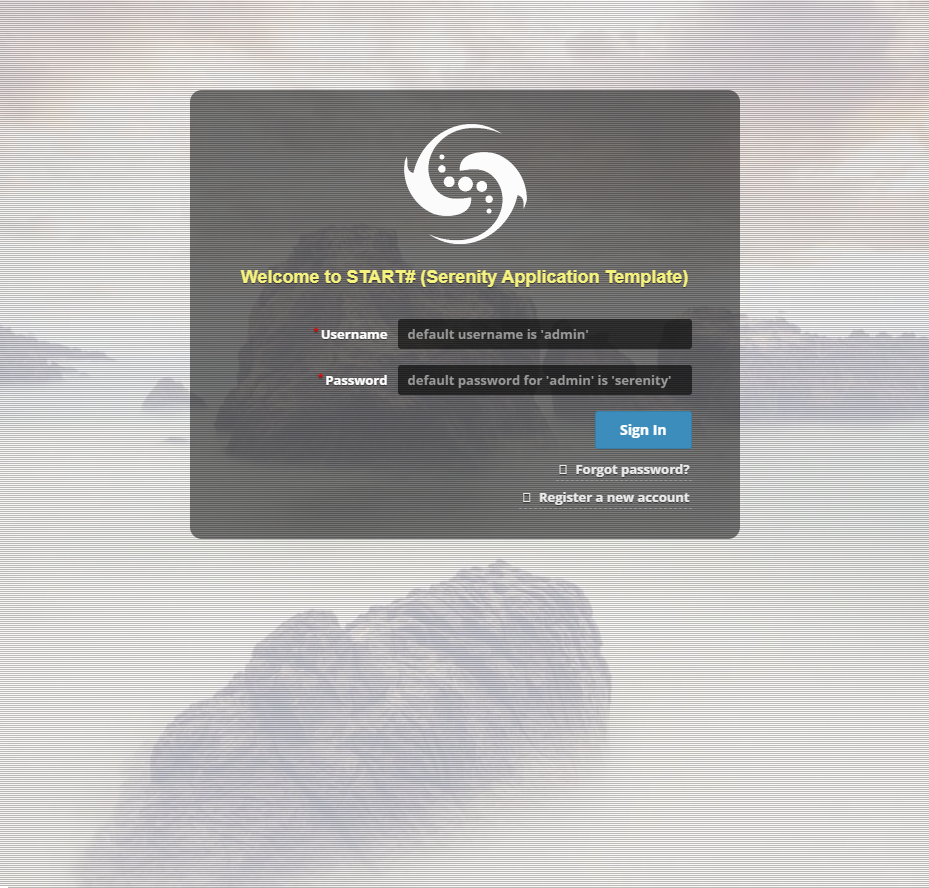 Welcome to START# (Serenity Application Template)
*Username
default username is 'admin'
*Password
default password for 'admin' is 'serenity'
Sign In
Forgot password?
Register a new account